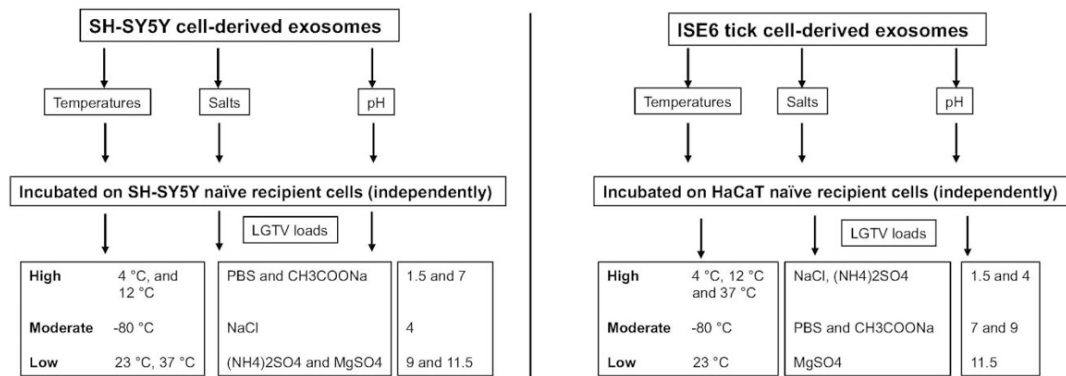 SH-SY5Y cell-derived exosomes
Temperatures
Salts
pH
Incubated on SH-SY5Y naïve recipient cells (independently)
LGTV loads
High 4 °C, and 12 °C PBS and CH3COONa 1.5 and 7
Moderate -80 °C NaCl 4
Low 23 °C, 37 °C (NH4)2SO4 and MgSO4 9 and 11.5
ISE6 tick cell-derived exosomes
Temperatures
Salts
pH
Incubated on HaCaT naïve recipient cells (independently)
LGTV loads
High 4 °C, 12 °C and 37 °C NaCl, (NH4)2SO4 1.5 and 4
Moderate -80 °C PBS and CH3COONa 7 and 9
Low 23 °C MgSO4 11.5